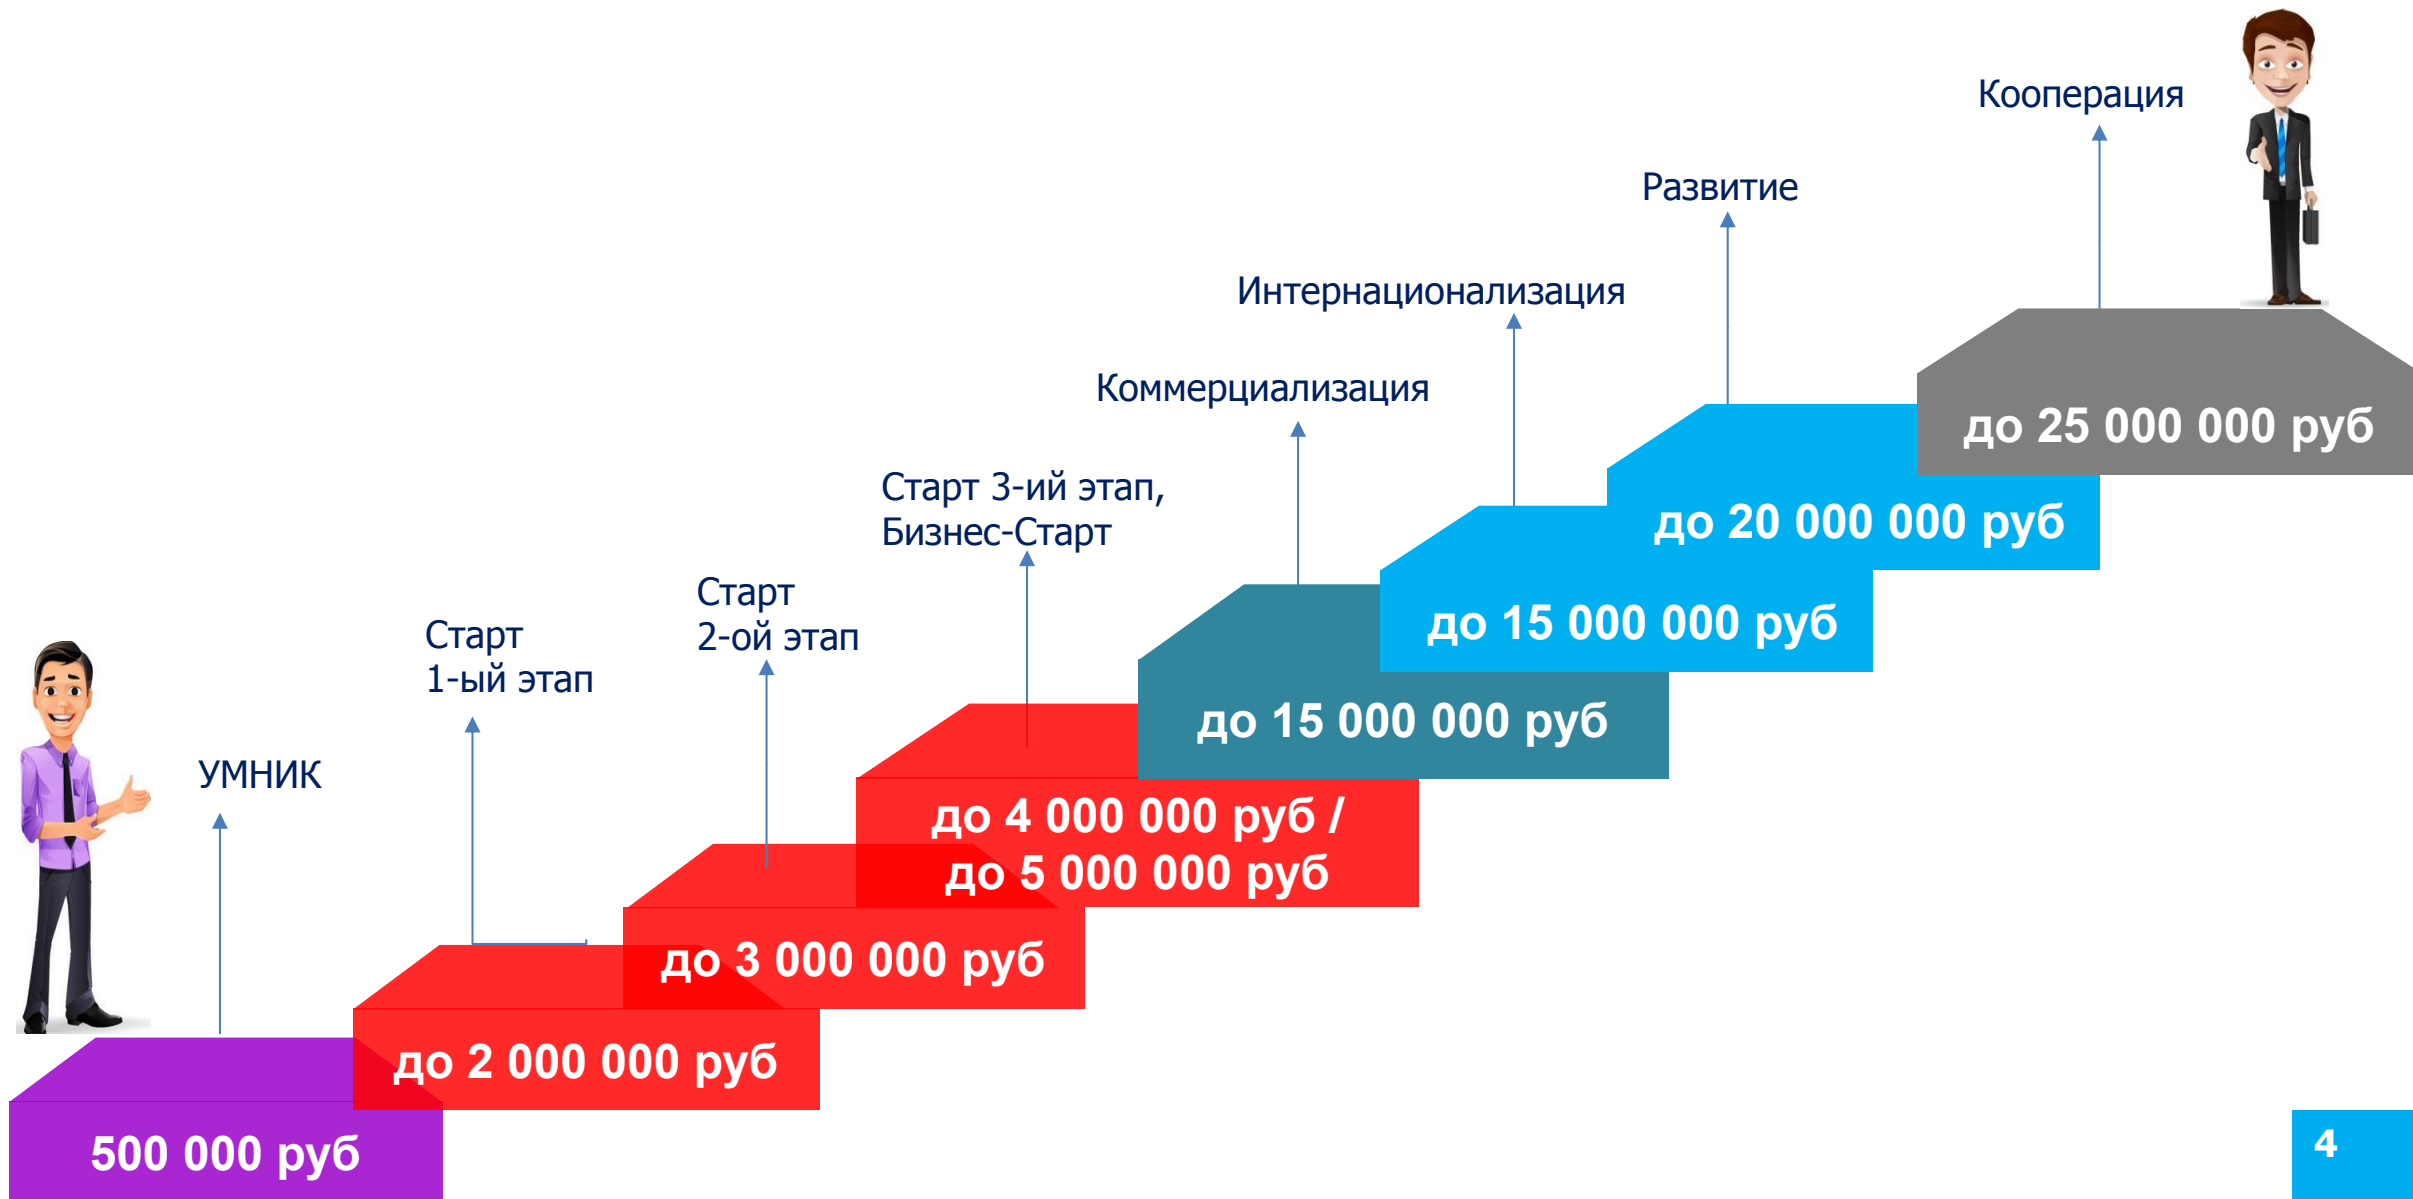 УМНИК
500 000 руб
Старт
1-ый этап
до 2 000 000 руб
Старт
2-ой этап
до 3 000 000 руб
Старт 3-ий этап,
Бизнес-Старт
до 4 000 000 руб /
до 5 000 000 руб
Коммерциализация
до 15 000 000 руб
Интернационализация
до 15 000 000 руб
Развитие
до 20 000 000 руб
Кооперация
до 25 000 000 руб
4